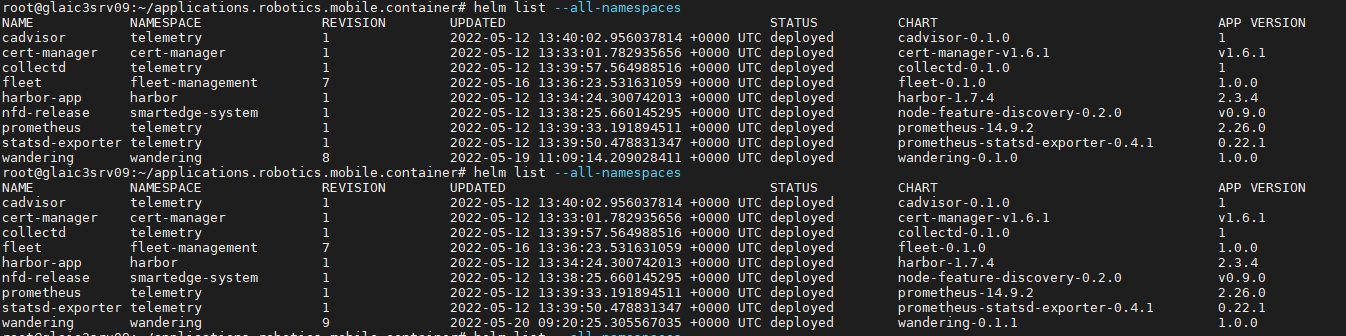 root@glaic3srv09:~/applications.robotics.mobile.container# helm list --all-namespaces
NAME NAMESPACE REVISION UPDATED STATUS CHART APP VERSION
cadvisor telemetry 1 2022-05-12 13:40:02.956037814 +0000 UTC deployed cadvisor-0.1.0 1
cert-manager cert-manager 1 2022-05-12 13:33:01.782935656 +0000 UTC deployed cert-manager-v1.6.1 v1.6.1
collectd telemetry 1 2022-05-12 13:39:57.564988516 +0000 UTC deployed collectd-0.1.0 1
fleet fleet-management 7 2022-05-16 13:36:23.531631059 +0000 UTC deployed fleet-0.1.0 1.0.0
harbor-app harbor 1 2022-05-12 13:34:24.300742013 +0000 UTC deployed harbor-1.7.4 2.3.4
nfd-release smartedge-system 1 2022-05-12 13:38:25.660145295 +0000 UTC deployed node-feature-discovery-0.2.0 v0.9.0
prometheus telemetry 1 2022-05-12 13:39:33.191894511 +0000 UTC deployed prometheus-14.9.2 2.26.0
statsd-exporter telemetry 1 2022-05-12 13:39:50.478831347 +0000 UTC deployed prometheus-statsd-exporter-0.4.1 0.22.1
wandering wandering 8 2022-05-19 11:09:14.209028411 +0000 UTC deployed wandering-0.1.0 1.0.0
root@glaic3srv09:~/applications.robotics.mobile.container# helm list --all-namespaces
NAME NAMESPACE REVISION UPDATED STATUS CHART APP VERSION
cadvisor telemetry 1 2022-05-12 13:40:02.956037814 +0000 UTC deployed cadvisor-0.1.0 1
cert-manager cert-manager 1 2022-05-12 13:33:01.782935656 +0000 UTC deployed cert-manager-v1.6.1 v1.6.1
collectd telemetry 1 2022-05-12 13:39:57.564988516 +0000 UTC deployed collectd-0.1.0 1
fleet fleet-management 7 2022-05-16 13:36:23.531631059 +0000 UTC deployed fleet-0.1.0 1.0.0
harbor-app harbor 1 2022-05-12 13:34:24.300742013 +0000 UTC deployed harbor-1.7.4 2.3.4
nfd-release smartedge-system 1 2022-05-12 13:38:25.660145295 +0000 UTC deployed node-feature-discovery-0.2.0 v0.9.0
prometheus telemetry 1 2022-05-12 13:39:33.191894511 +0000 UTC deployed prometheus-14.9.2 2.26.0
statsd-exporter telemetry 1 2022-05-12 13:39:50.478831347 +0000 UTC deployed prometheus-statsd-exporter-0.4.1 0.22.1
wandering wandering 9 2022-05-20 09:20:25.305567035 +0000 UTC deployed wandering-0.1.1 1.0.0